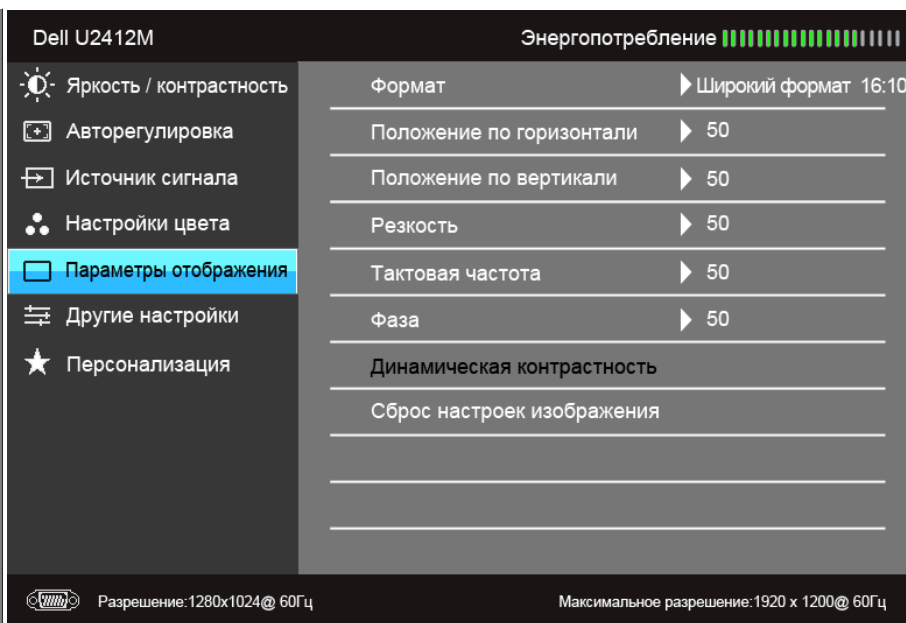 Dell U2412M Энергопотребление
Яркость / контрастность Формат Широкий формат 16:10
Авторегулировка Положение по горизонтали 50
Источник сигнала Положение по вертикали 50
Настройки цвета Резкость 50
Параметры отображения Тактовая частота 50
Другие настройки Фаза 50
Персонализация Динамическая контрастность
Сброс настроек изображения
Разрешение:1280x1024@ 60Гц Максимальное разрешение:1920 x 1200@ 60Гц